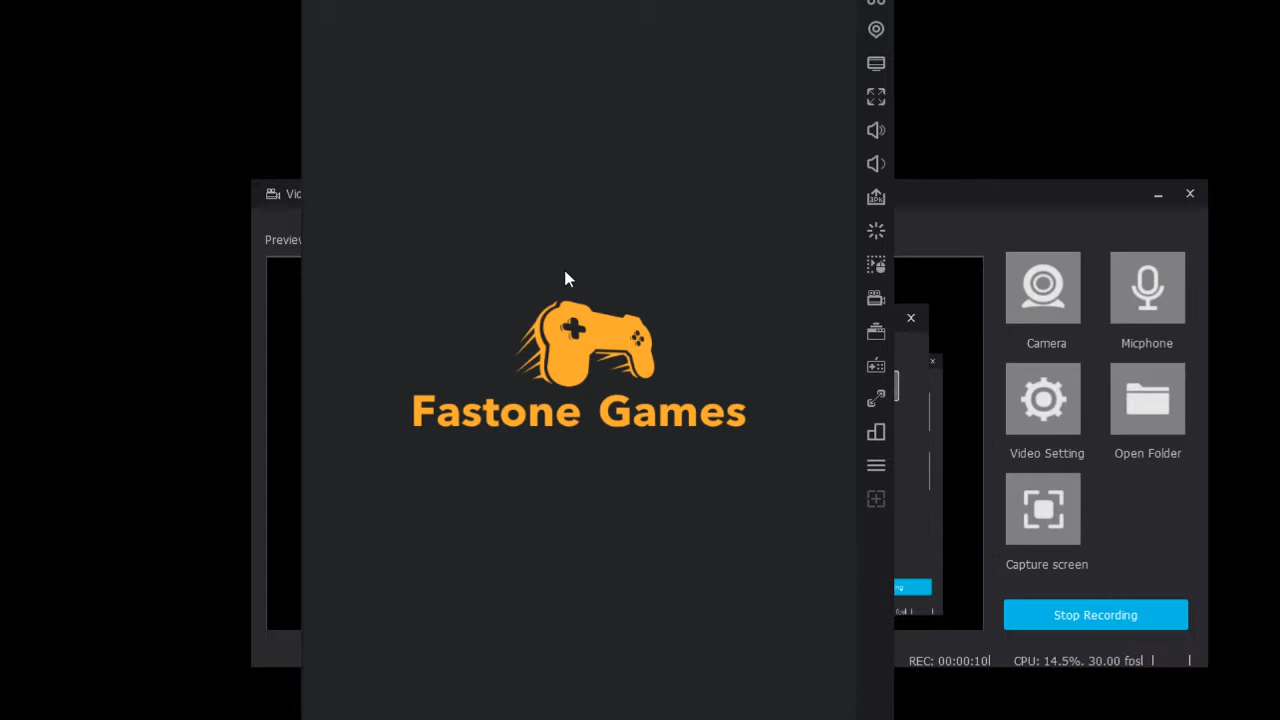 Vid
Preview
Fastone Games
Camera
Micphone
Video Setting
Open Folder
Capture screen
Stop Recording
REC: 00:00:10
CPU: 14.5%, 30.00 fps